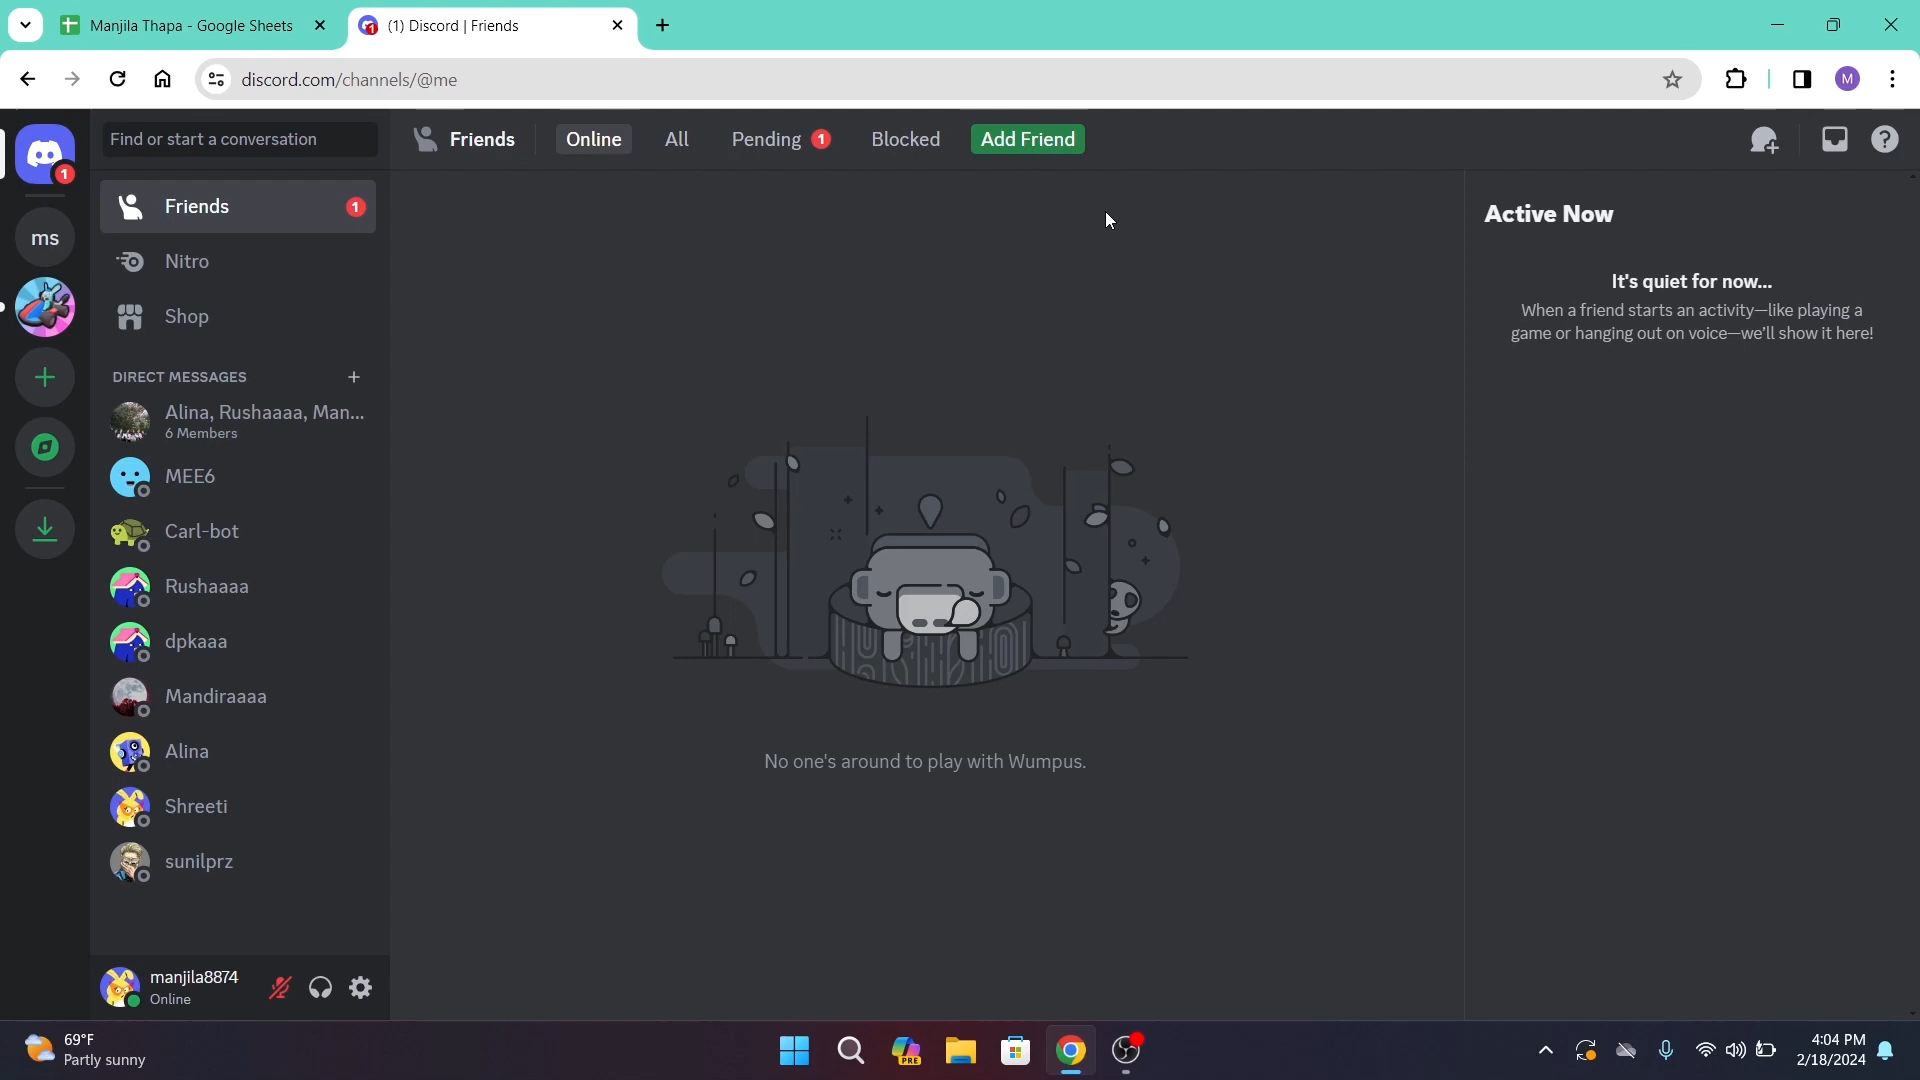 Manjila Thapa - Google Sheets
(1) Discord | Friends
discord.com/channels/@me
M
1
ms
Find or start a conversation
Friends 1
Nitro
Shop
DIRECT MESSAGES
Alina, Rushaaaa, Man...
6 Members
MEE6
Carl-bot
Rushaaaa
dpkaaa
Mandiraaaa
Alina
Shreeti
sunilprz
manjila8874
Online
Friends Online All Pending 1 Blocked Add Friend
No one's around to play with Wumpus.
Active Now
It's quiet for now...
When a friend starts an activity—like playing a
game or hanging out on voice—we'll show it here!
69°F
Partly sunny
PRE
4:04 PM
2/18/2024